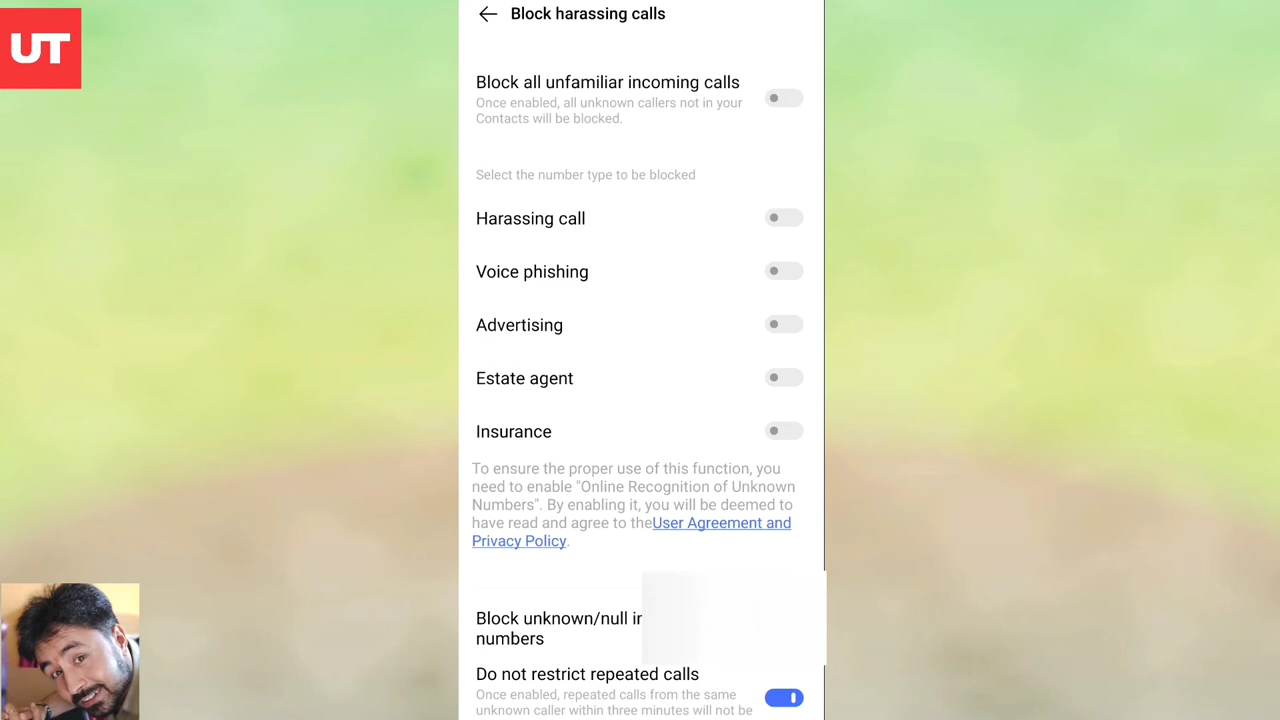 UT
Block harassing calls
Block all unfamiliar incoming calls
Once enabled, all unknown callers not in your
Contacts will be blocked.
Select the number type to be blocked
Harassing call
Voice phishing
Advertising
Estate agent
Insurance
To ensure the proper use of this function, you
need to enable "Online Recognition of Unknown
Numbers". By enabling it, you will be deemed to
have read and agree to theUser Agreement and
Privacy Policy.
Block unknown/null
numbers
Do not restrict repeated calls
Once enabled, repeated calls from the same
unknown caller within three minutes will not be